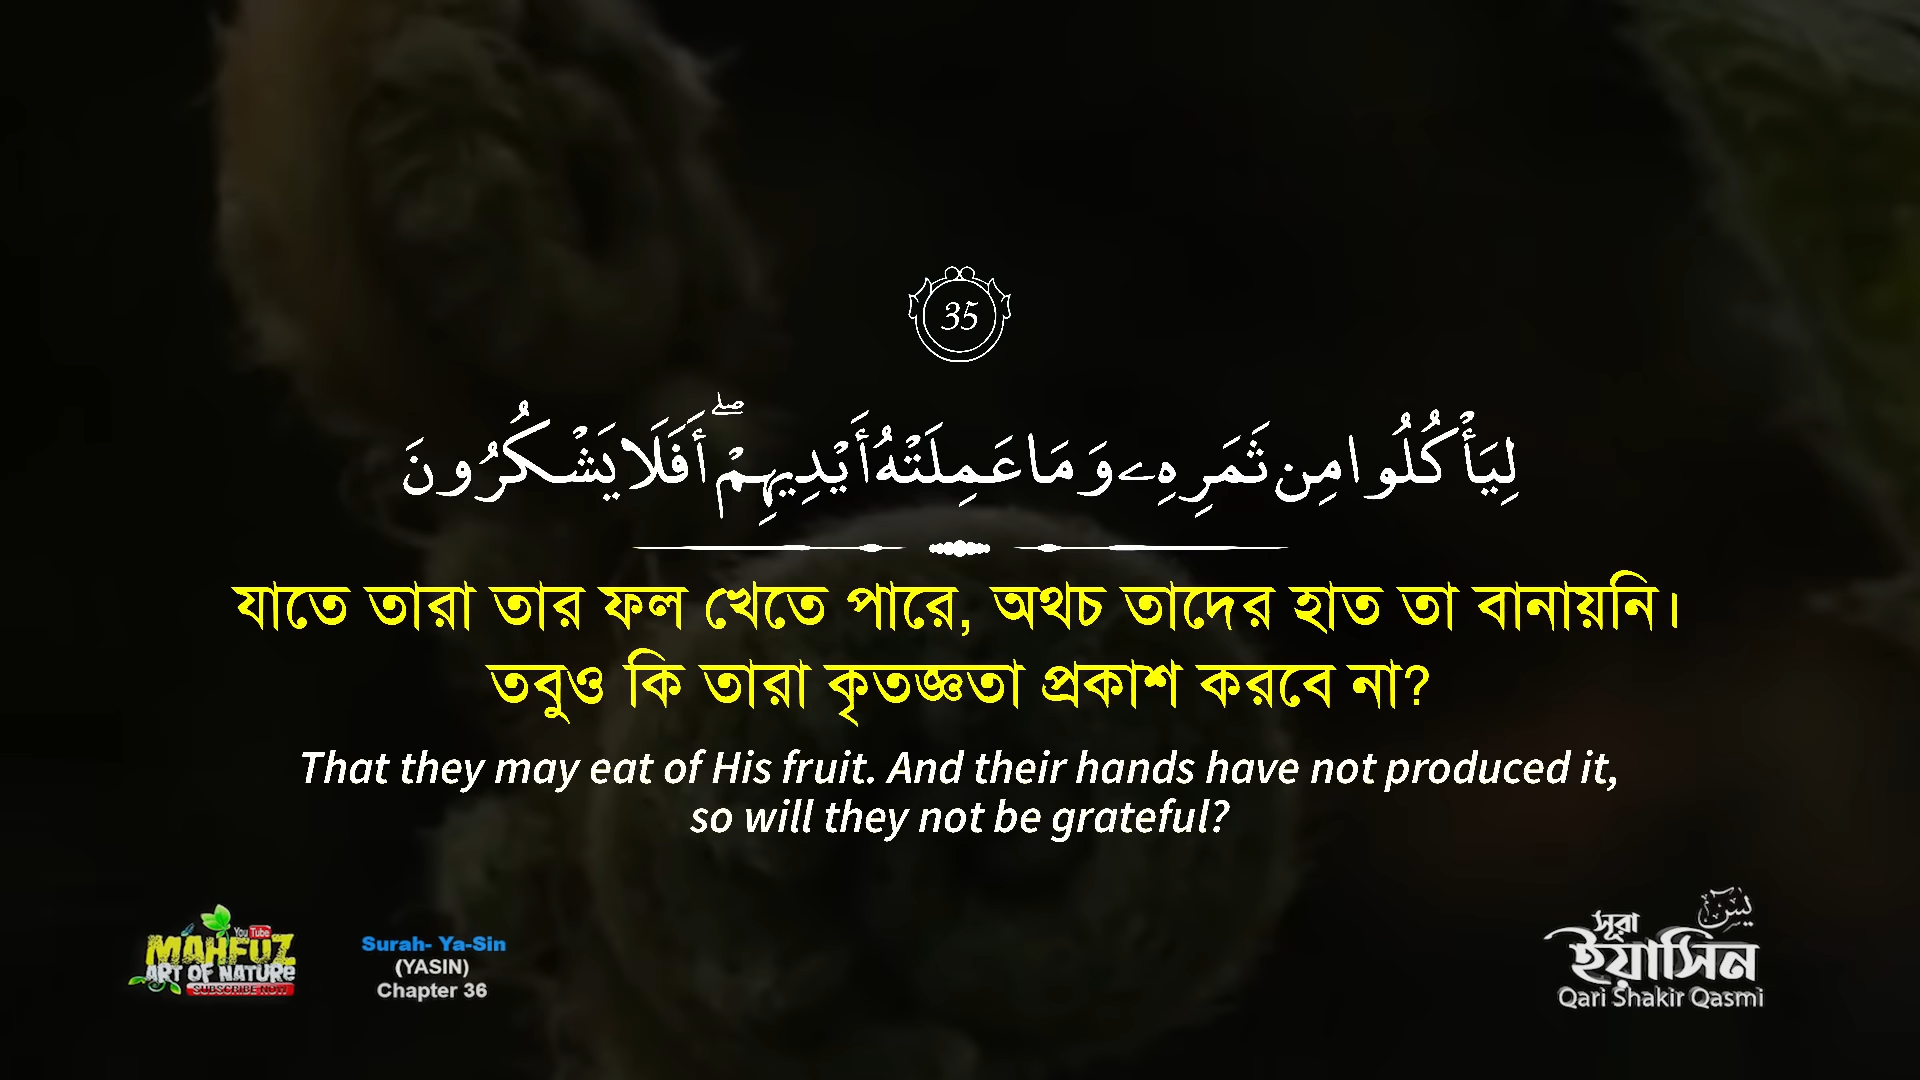 35
لِيَأْكُلُوا مِن ثَمَرِهِۦ وَمَا عَمِلَتْهُ أَيْدِيهِمْ ۖ أَفَلَا يَشْكُرُونَ
যাতে তারা তার ফল খেতে পারে, অথচ তাদের হাত তা বানায়নি।
তবুও কি তারা কৃতজ্ঞতা প্রকাশ করবে না?
That they may eat of His fruit. And their hands have not produced it,
so will they not be grateful?
You Tube
MAHFUZ
ART OF NATURE
SUBSCRIBE NOW
Surah- Ya-Sin
(YASIN)
Chapter 36
يس
সূরা
ইয়াসিন
Qari Shakir Qasmi